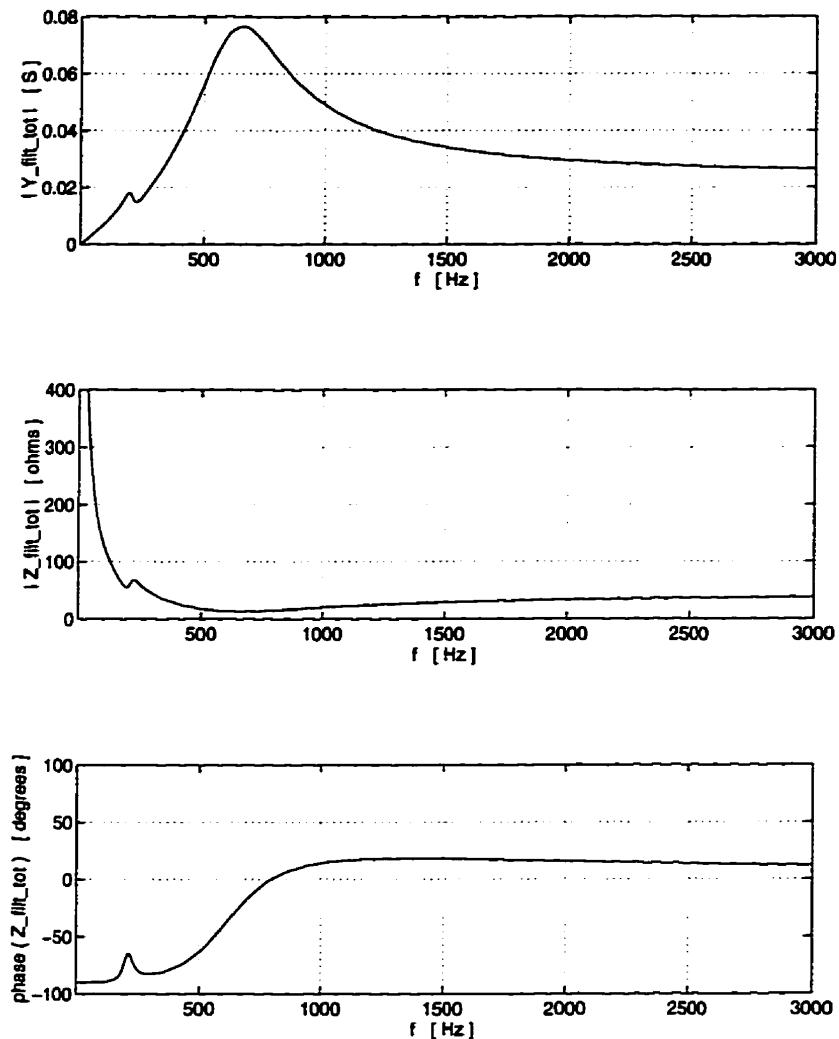 | Y_filt_tot | [ S ]
0.08
0.06
0.04
0.02
0
500 1000 1500 2000 2500 3000
f [ Hz ]
| Z_filt_tot | [ ohms ]
400
300
200
100
0
500 1000 1500 2000 2500 3000
f [ Hz ]
phase ( Z_filt_tot ) [ degrees ]
100
50
0
-50
-100
500 1000 1500 2000 2500 3000
f [ Hz ]